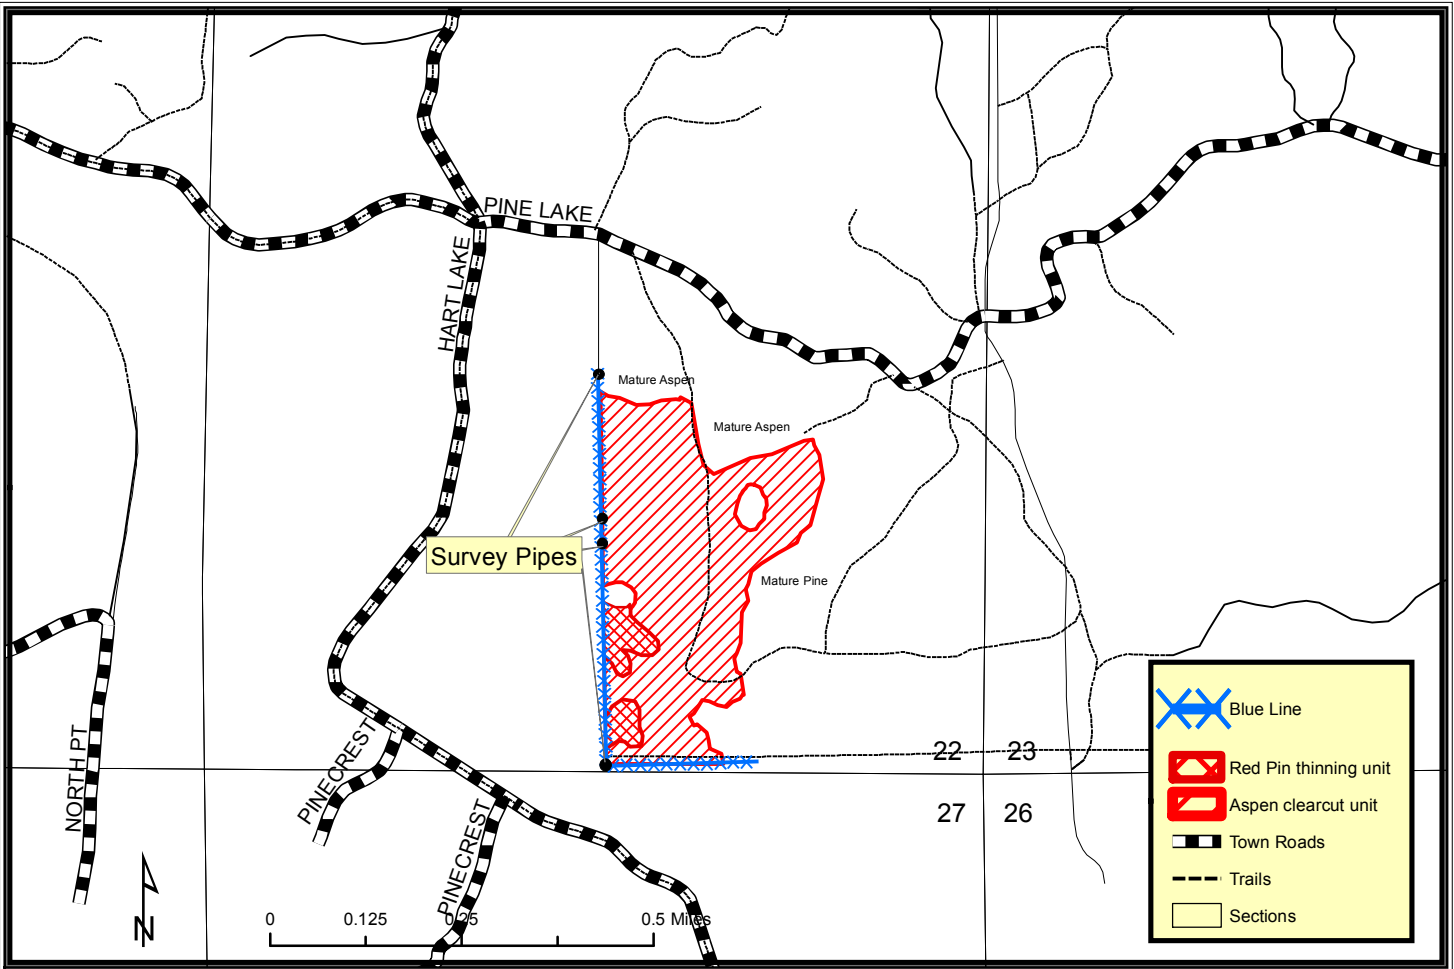 PINE LAKE
HART LAKE
Mature Aspen
Mature Aspen
Survey Pipes
Mature Pine
NORTH PT
PINECREST
PINECREST
22 23
27 26
N
0 0.125 0.25 0.5 Miles
Blue Line
Red Pin thinning unit
Aspen clearcut unit
Town Roads
Trails
Sections